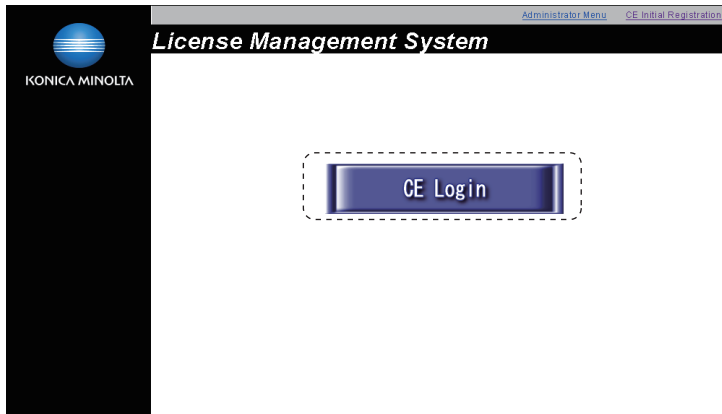 Administrator Menu CE Initial Registration
License Management System
KONICA MINOLTA
CE Login